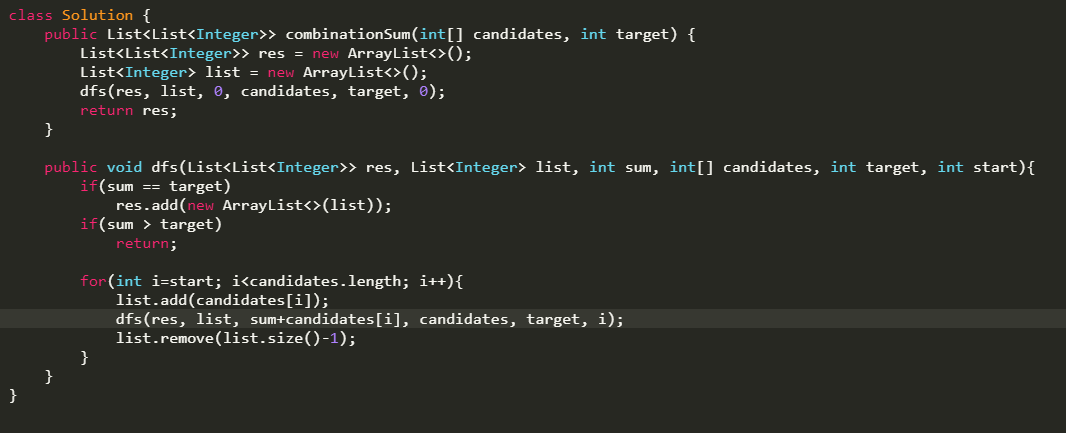 class Solution {
    public List<List<Integer>> combinationSum(int[] candidates, int target) {
        List<List<Integer>> res = new ArrayList<>();
        List<Integer> list = new ArrayList<>();
        dfs(res, list, 0, candidates, target, 0);
        return res;
    }

    public void dfs(List<List<Integer>> res, List<Integer> list, int sum, int[] candidates, int target, int start){
        if(sum == target)
            res.add(new ArrayList<>(list));
        if(sum > target)
            return;

        for(int i=start; i<candidates.length; i++){
            list.add(candidates[i]);
            dfs(res, list, sum+candidates[i], candidates, target, i);
            list.remove(list.size()-1);
        }
    }
}